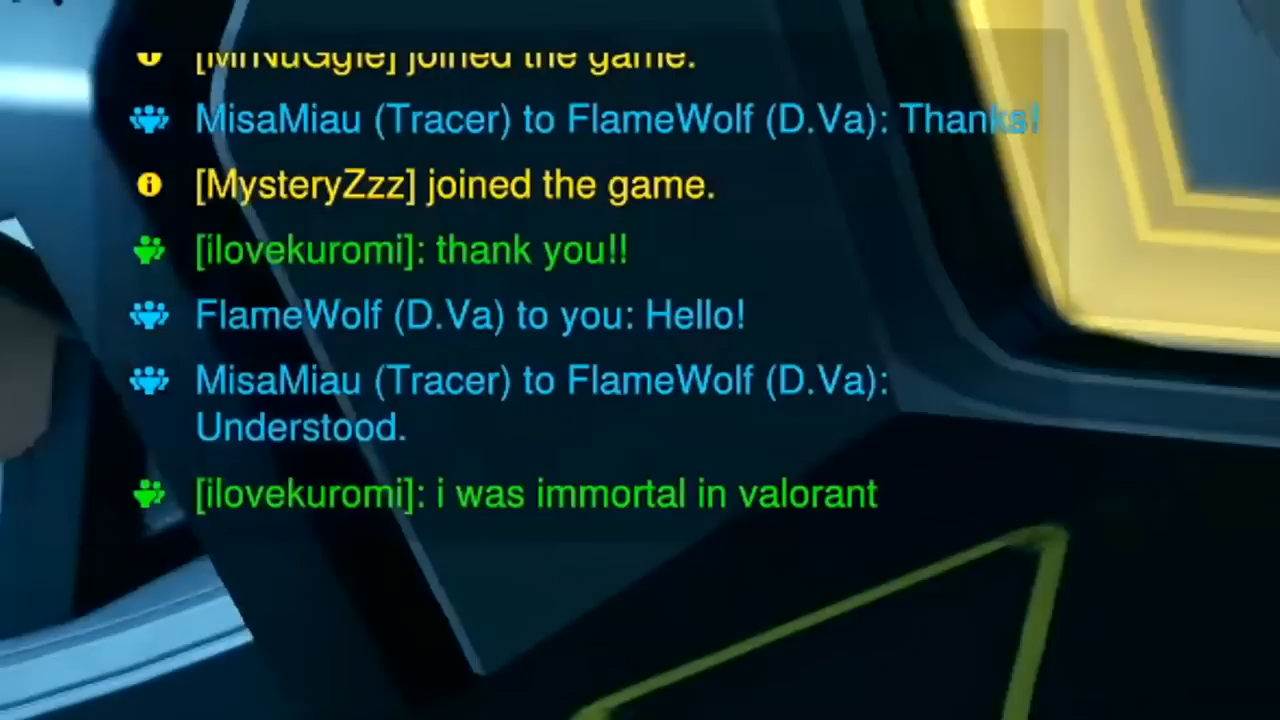 joined the game.
MisaMiau (Tracer) to FlameWolf (D.Va): Thanks!
[MysteryZzz] joined the game.
[ilovekuromi]: thank you!!
FlameWolf (D.Va) to you: Hello!
MisaMiau (Tracer) to FlameWolf (D.Va):
Understood.
[ilovekuromi]: i was immortal in valorant